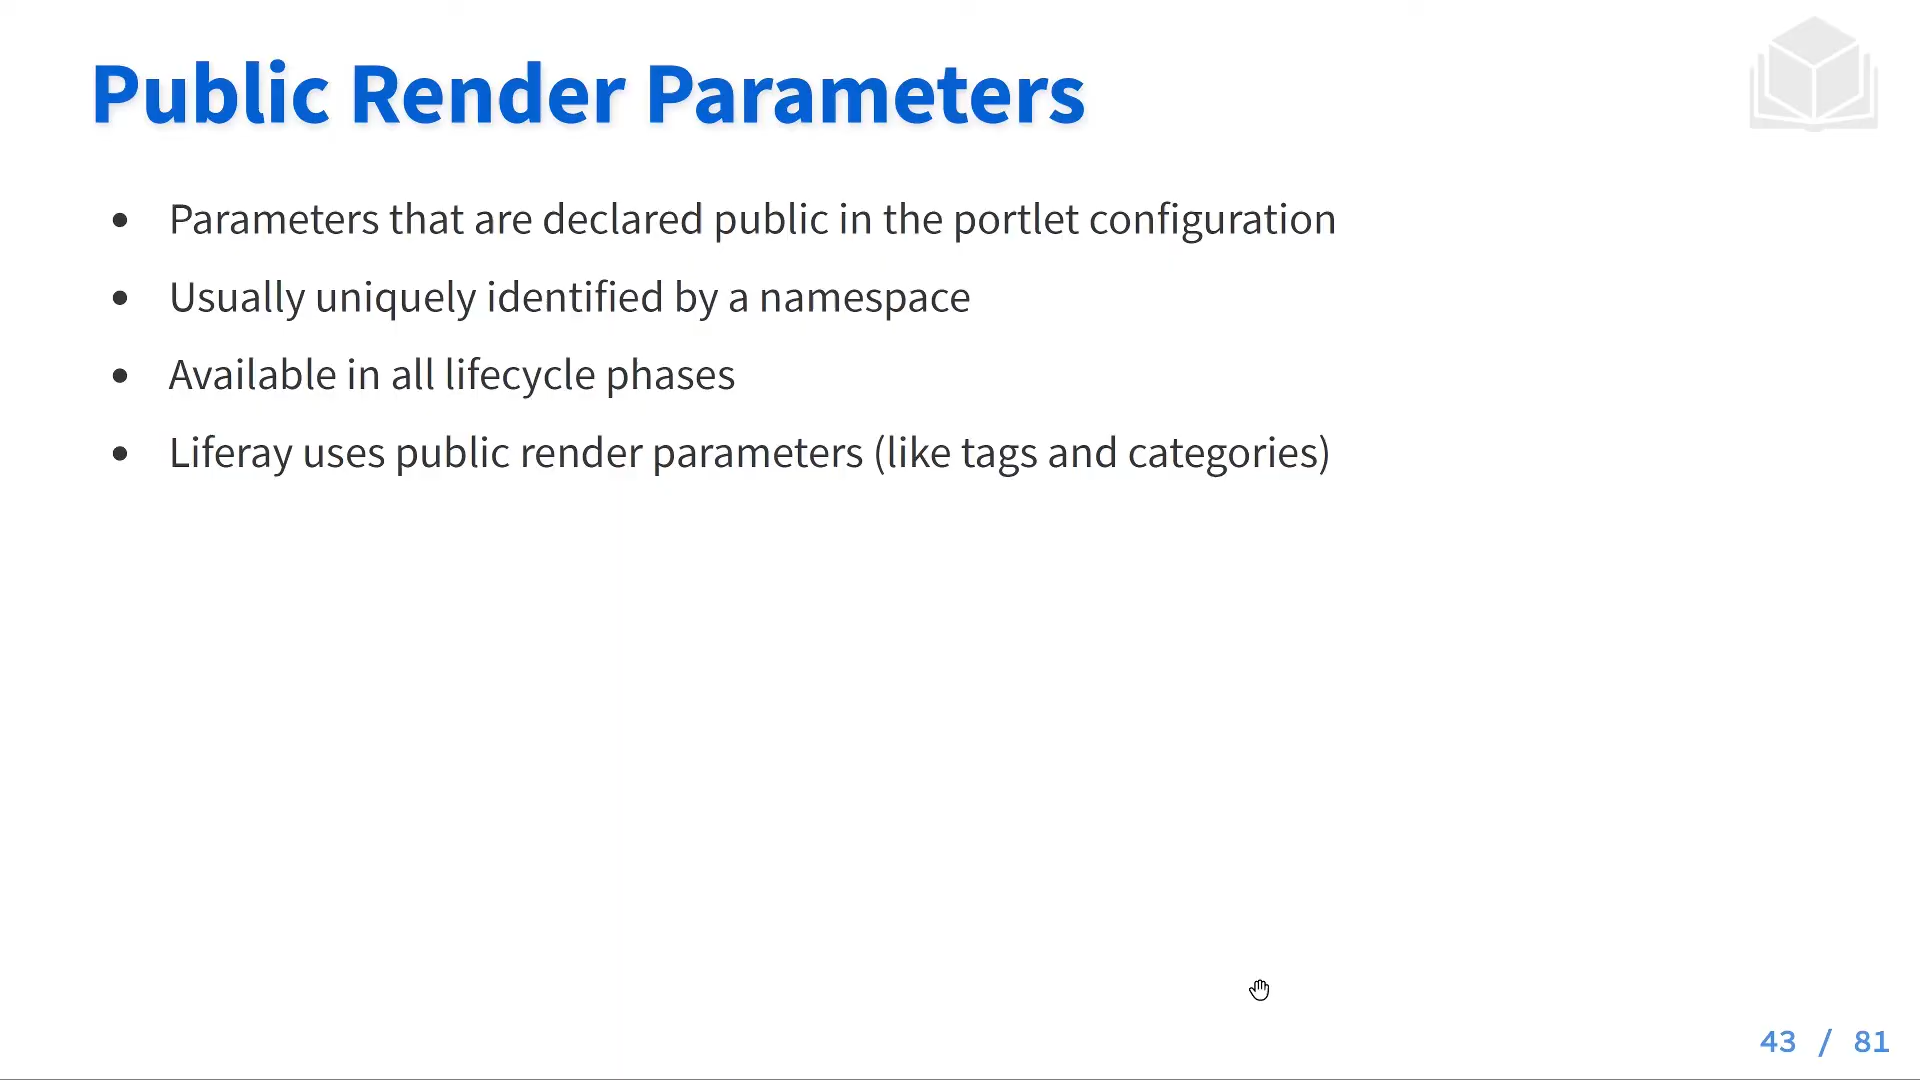 Public Render Parameters
• Parameters that are declared public in the portlet configuration
• Usually uniquely identified by a namespace
• Available in all lifecycle phases
• Liferay uses public render parameters (like tags and categories)
43 / 81